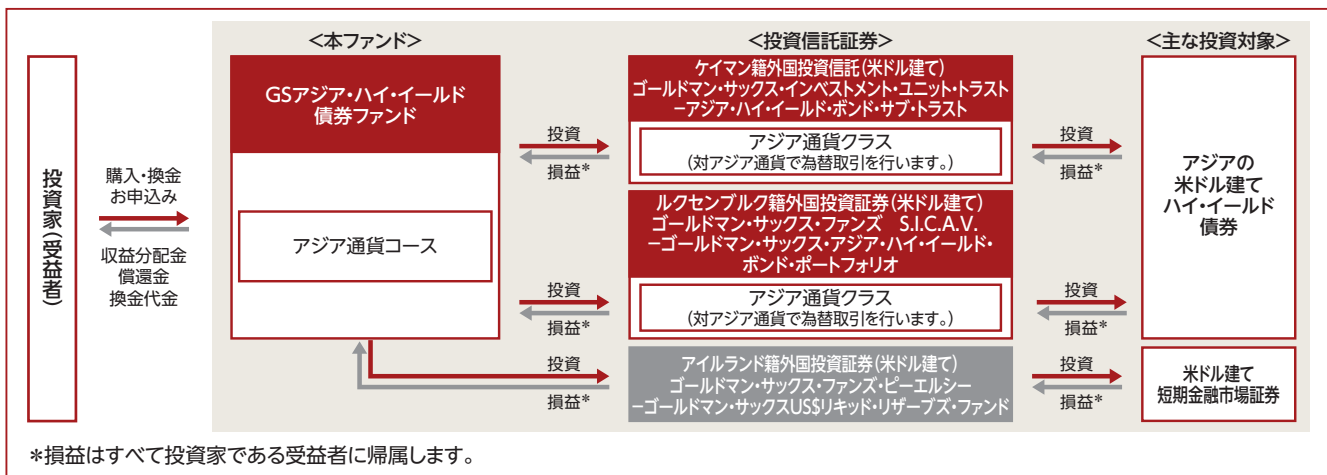 <本ファンド>
<投資信託証券>
<主な投資対象>
投資家(受益者)
購入・換金
お申込み
収益分配金
償還金
換金代金
GSアジア・ハイ・イールド
債券ファンド
アジア通貨コース
投資
損益*
投資
損益*
投資
損益*
ケイマン籍外国投資信託(米ドル建て)
ゴールドマン・サックス・インベストメント・ユニット・トラスト
−アジア・ハイ・イールド・ボンド・サブ・トラスト
アジア通貨クラス
(対アジア通貨で為替取引を行います。)
ルクセンブルク籍外国投資証券(米ドル建て)
ゴールドマン・サックス・ファンズ S.I.C.A.V.
−ゴールドマン・サックス・アジア・ハイ・イールド・
ボンド・ポートフォリオ
アジア通貨クラス
(対アジア通貨で為替取引を行います。)
アイルランド籍外国投資証券(米ドル建て)
ゴールドマン・サックス・ファンズ・ピーエルシー
−ゴールドマン・サックスUS$リキッド・リザーブズ・ファンド
投資
損益*
投資
損益*
投資
損益*
アジアの
米ドル建て
ハイ・イールド
債券
米ドル建て
短期金融市場証券
*損益はすべて投資家である受益者に帰属します。